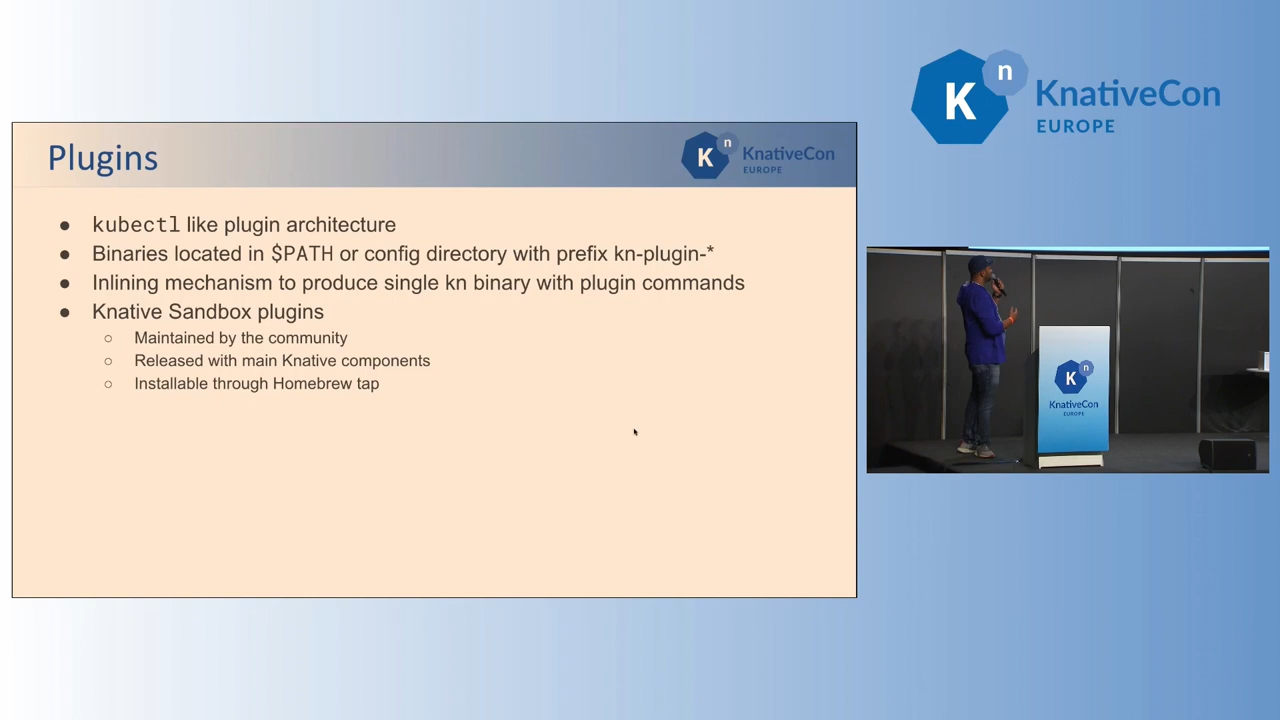 K n KnativeCon
EUROPE
Plugins
K n KnativeCon
EUROPE
● kubectl like plugin architecture
● Binaries located in $PATH or config directory with prefix kn-plugin-*
● Inlining mechanism to produce single kn binary with plugin commands
● Knative Sandbox plugins
○ Maintained by the community
○ Released with main Knative components
○ Installable through Homebrew tap
K n
KnativeCon
EUROPE